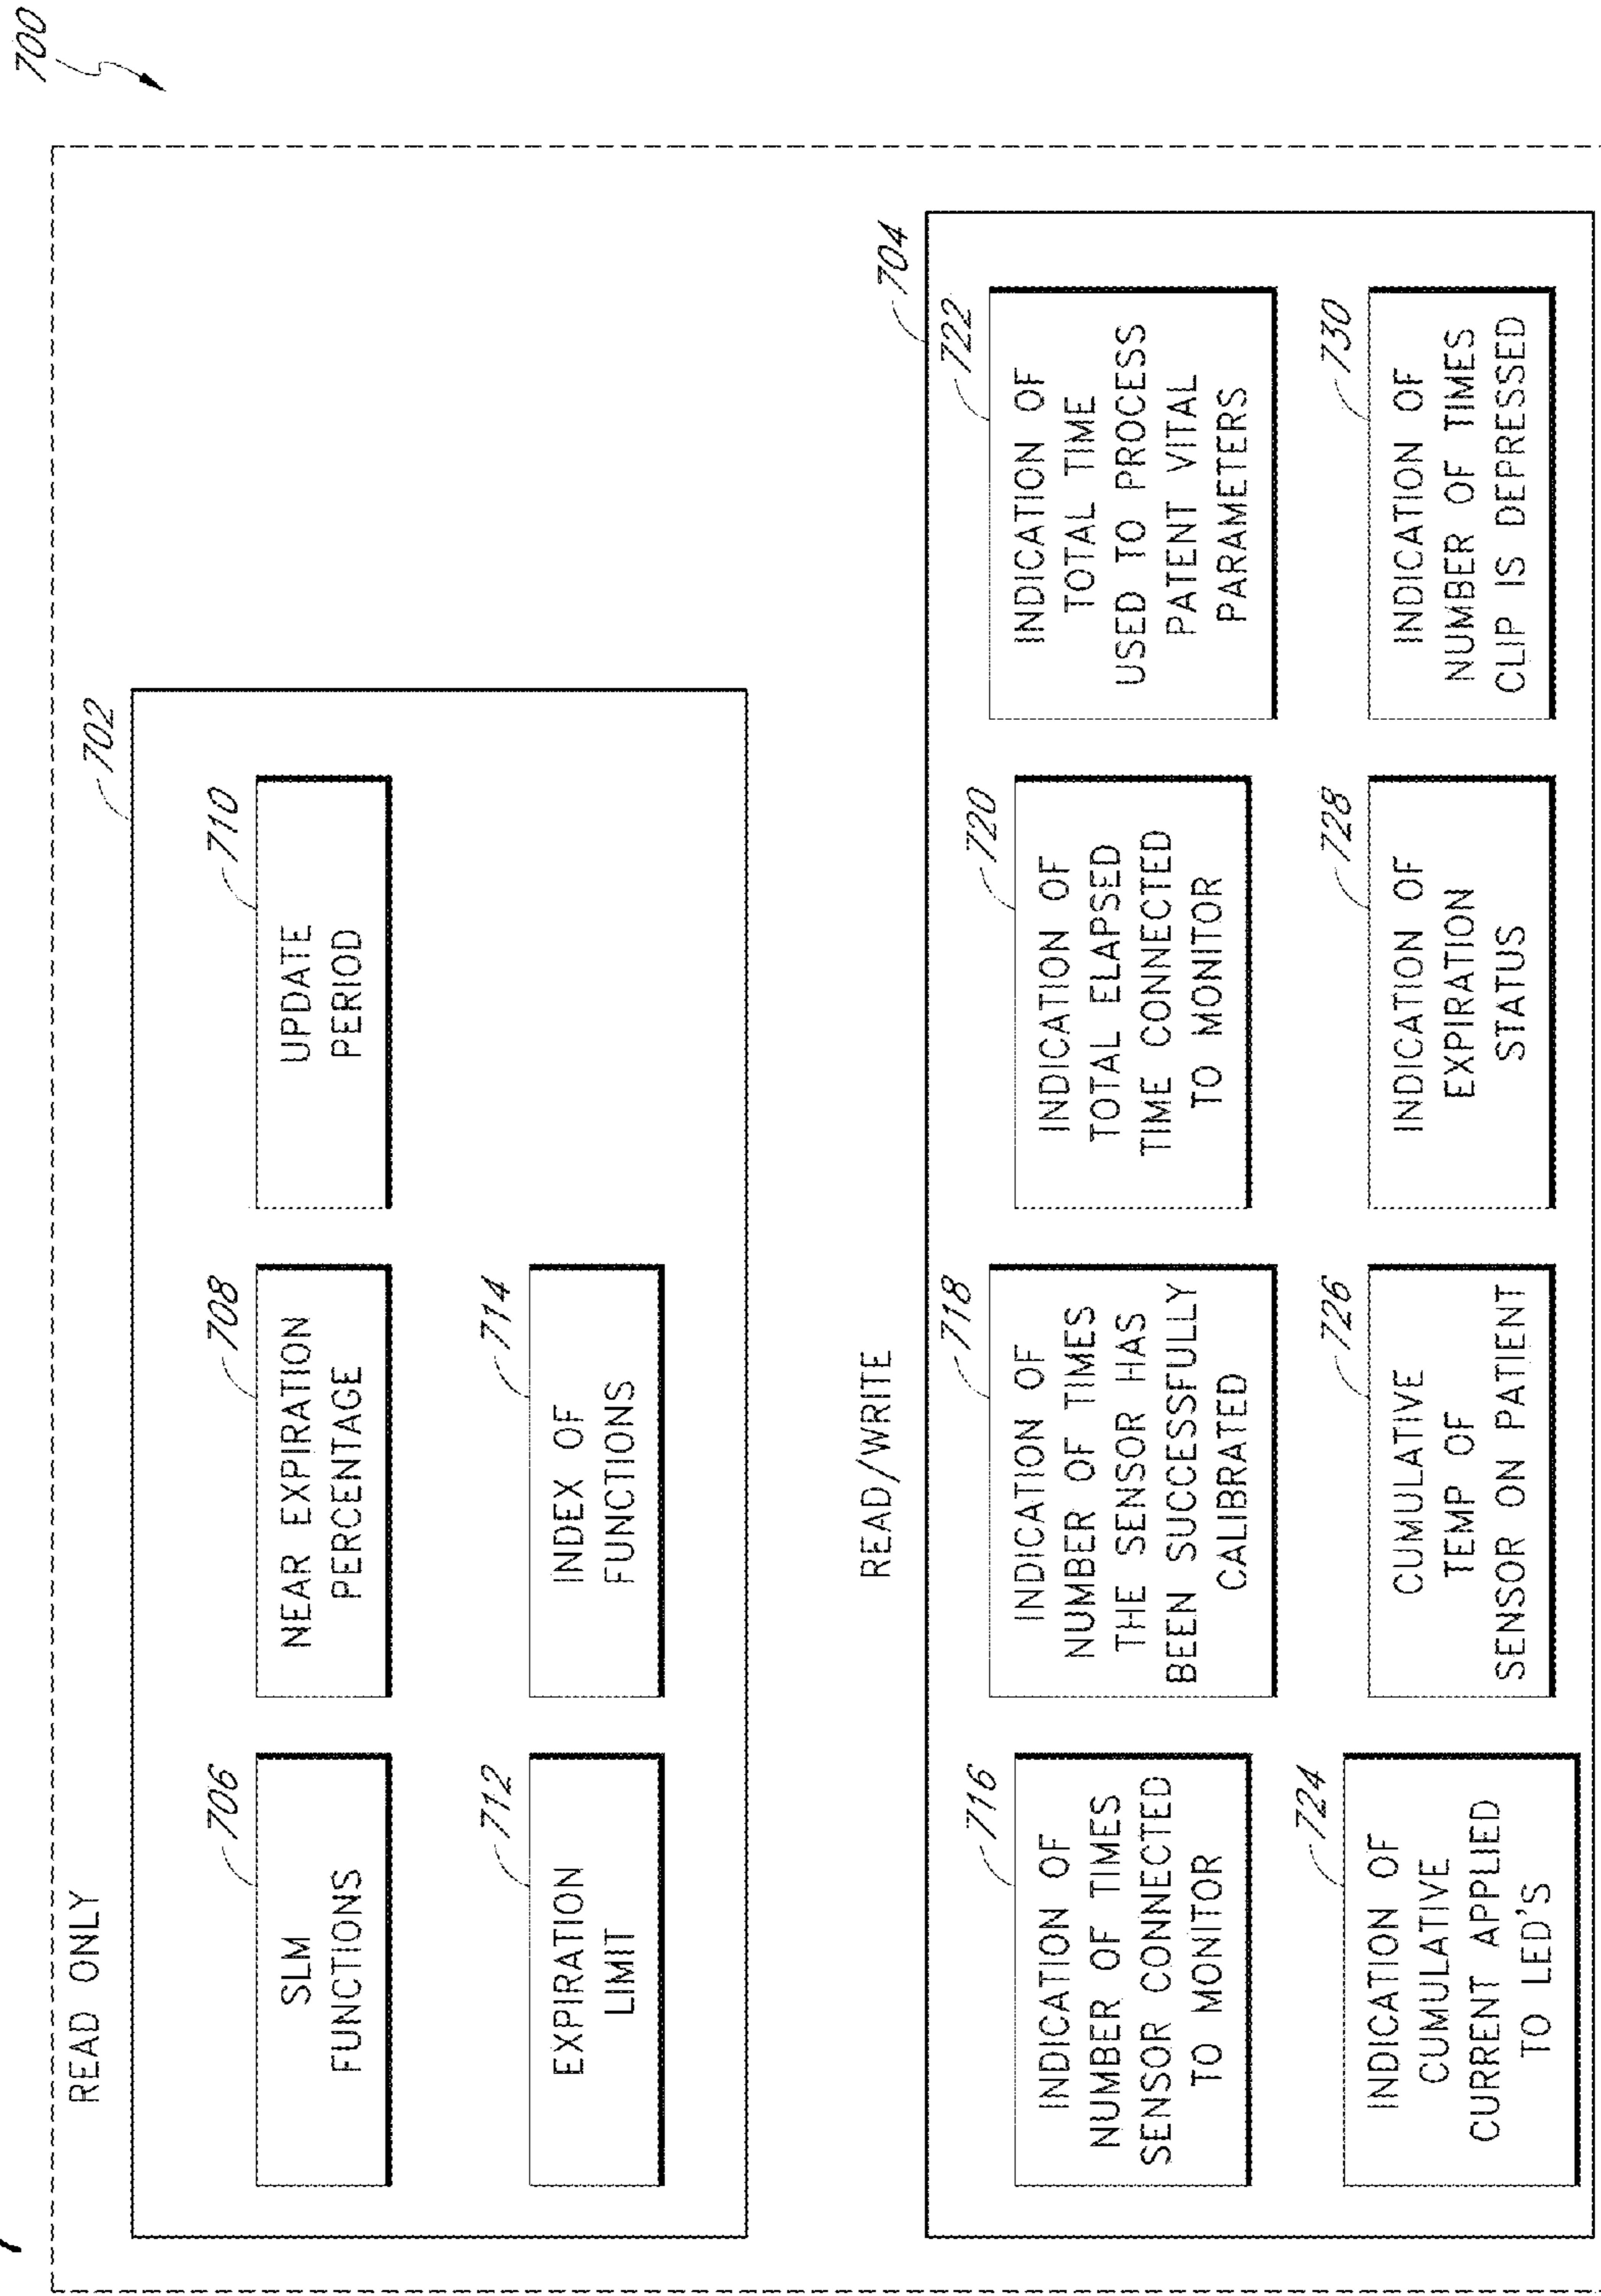 700
READ ONLY
702
706
SLM
FUNCTIONS
708
NEAR EXPIRATION
PERCENTAGE
710
UPDATE
PERIOD
712
EXPIRATION
LIMIT
714
INDEX OF
FUNCTIONS
READ/WRITE
704
716
INDICATION OF
NUMBER OF TIMES
SENSOR CONNECTED
TO MONITOR
718
INDICATION OF
NUMBER OF TIMES
THE SENSOR HAS
BEEN SUCCESSFULLY
CALIBRATED
720
INDICATION OF
TOTAL ELAPSED
TIME CONNECTED
TO MONITOR
722
INDICATION OF
TOTAL TIME
USED TO PROCESS
PATENT VITAL
PARAMETERS
724
INDICATION OF
CUMULATIVE
CURRENT APPLIED
TO LED'S
726
CUMULATIVE
TEMP OF
SENSOR ON PATIENT
728
INDICATION OF
EXPIRATION
STATUS
730
INDICATION OF
NUMBER OF TIMES
CLIP IS DEPRESSED